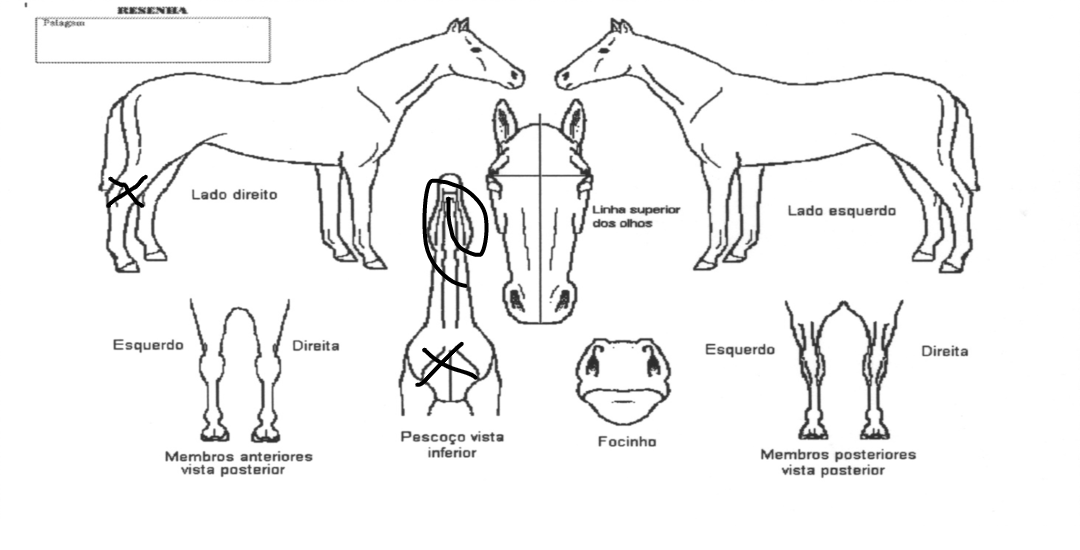 RESENHA
Pelagem
Lado direito
Linha superior
dos olhos
Lado esquerdo
Esquerdo
Direita
Esquerdo
Direita
Pescoço vista
inferior
Focinho
Membros anteriores
vista posterior
Membros posteriores
vista posterior